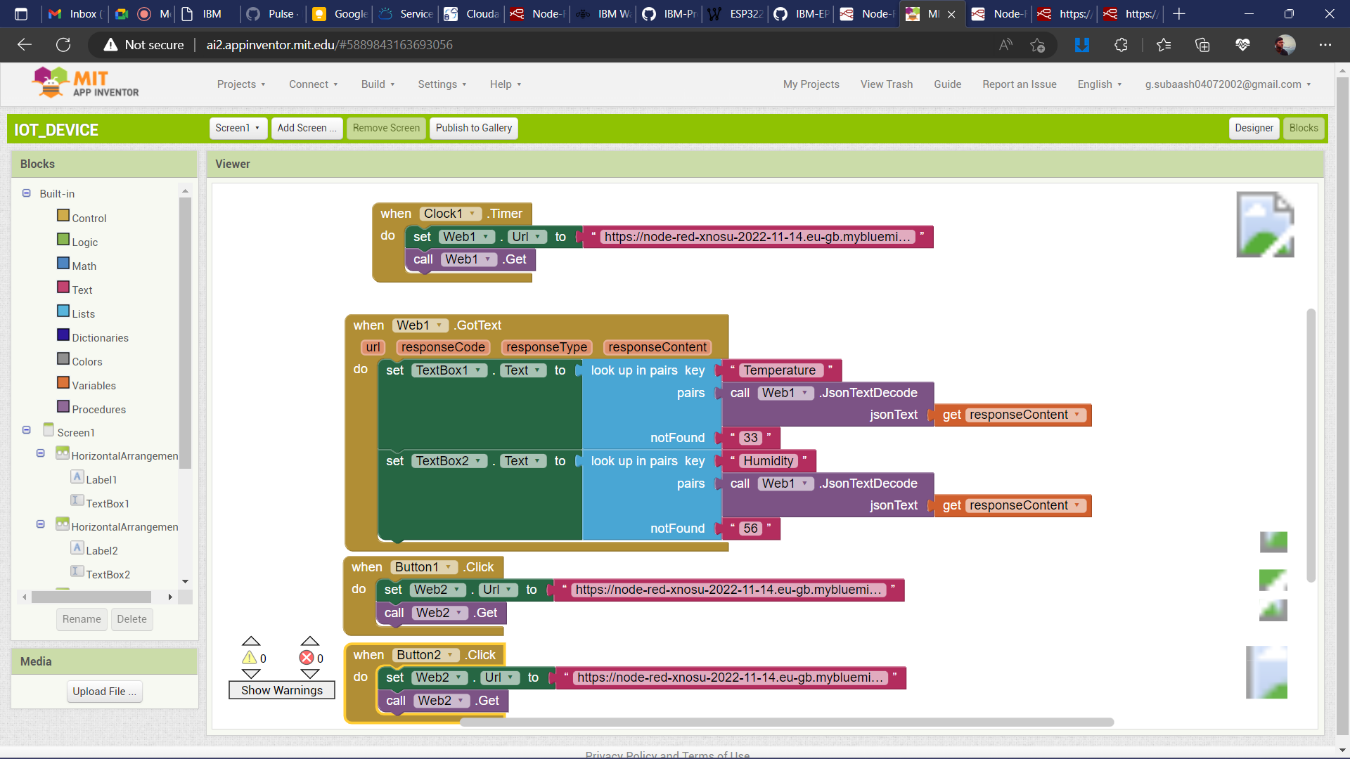 Inbox (
M
IBM
Pulse -
Google
Service
Clouda
Node-F
IBM Wa
IBM-Pr
ESP32
IBM-EP
Node-F
MI
Node-F
https:/
https:/
Not secure | ai2.appinventor.mit.edu/#5889843163693056
MIT
APP INVENTOR
Projects
Connect
Build
Settings
Help
My Projects
View Trash
Guide
Report an Issue
English
g.subaash04072002@gmail.com
IOT_DEVICE
Screen1
Add Screen ...
Remove Screen
Publish to Gallery
Designer
Blocks
Blocks
Built-in
Control
Logic
Math
Text
Lists
Dictionaries
Colors
Variables
Procedures
Screen1
HorizontalArrangemen
Label1
TextBox1
HorizontalArrangemen
Label2
TextBox2
Rename
Delete
Media
Upload File ...
Viewer
when Clock1 .Timer
do set Web1 . Url to " https://node-red-xnosu-2022-11-14.eu-gb.mybluemi... "
call Web1 .Get
when Web1 .GotText
url responseCode responseType responseContent
do set TextBox1 . Text to look up in pairs key " Temperature "
pairs call Web1 .JsonTextDecode
jsonText get responseContent
notFound " 33 "
set TextBox2 . Text to look up in pairs key " Humidity "
pairs call Web1 .JsonTextDecode
jsonText get responseContent
notFound " 56 "
when Button1 .Click
do set Web2 . Url to " https://node-red-xnosu-2022-11-14.eu-gb.mybluemi... "
call Web2 .Get
when Button2 .Click
do set Web2 . Url to " https://node-red-xnosu-2022-11-14.eu-gb.mybluemi... "
call Web2 .Get
0
0
Show Warnings
Privacy Policy and Terms of Use